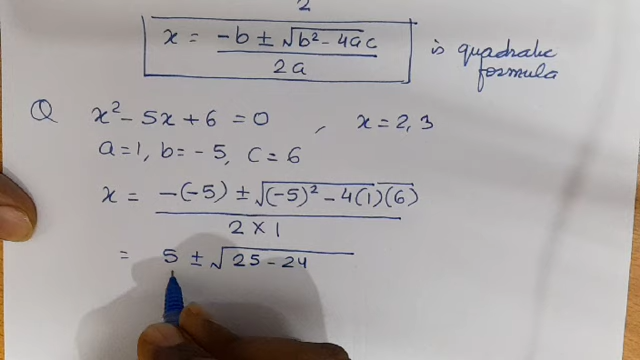 2
x = -b ± √b² - 4ac / 2a is quadratic formula
Q x² - 5x + 6 = 0 , x = 2, 3
a = 1, b = - 5, c = 6
x = -(-5) ± √(-5)² - 4(1)(6) / 2 × 1
= 5 ± √25 - 24